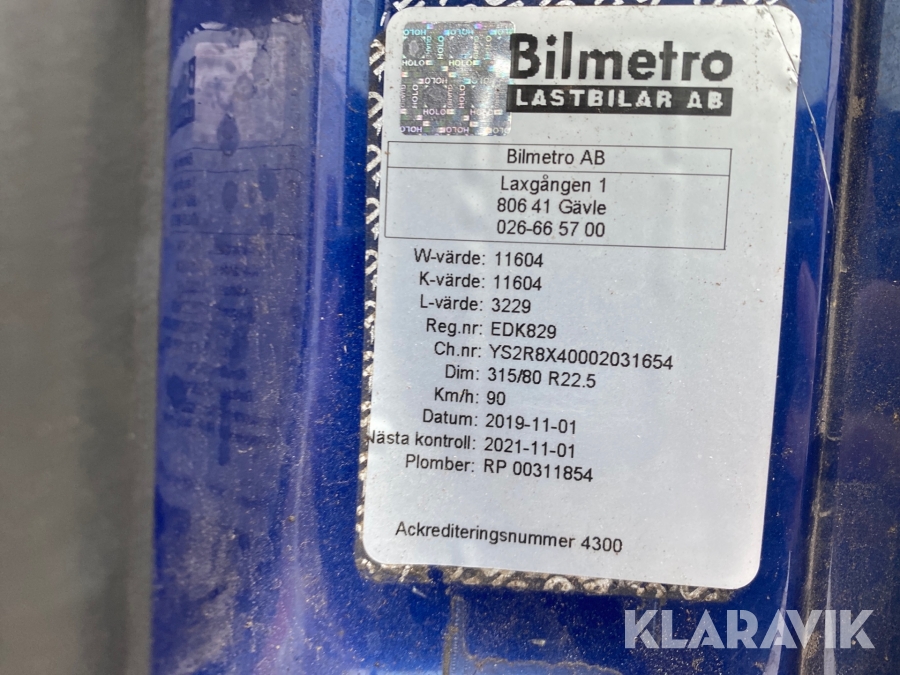 Bilmetro
LASTBILAR AB
Bilmetro AB
Laxgången 1
806 41 Gävle
026-66 57 00
W-värde: 11604
K-värde: 11604
L-värde: 3229
Reg.nr: EDK829
Ch.nr: YS2R8X40002031654
Dim: 315/80 R22.5
Km/h: 90
Datum: 2019-11-01
Nästa kontroll: 2021-11-01
Plomber: RP 00311854
Ackrediteringsnummer 4300
KLARAVIK